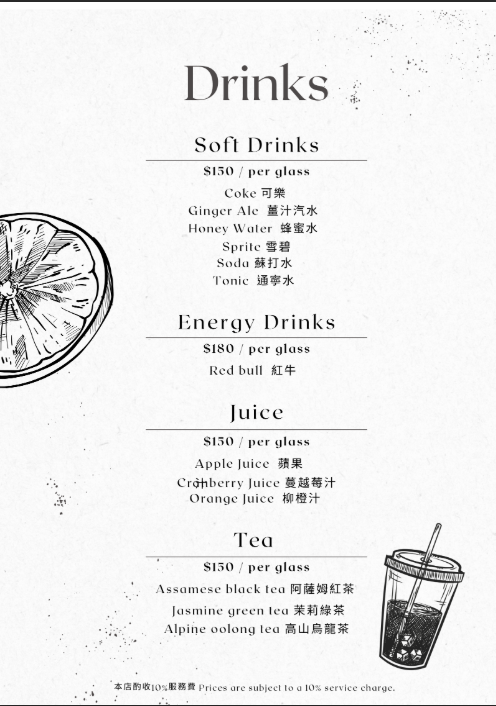 Drinks
Soft Drinks
$150 / per glass
Coke 可樂
Ginger Ale 薑汁汽水
Honey Water 蜂蜜水
Sprite 雪碧
Soda 蘇打水
Tonic 通寧水
Energy Drinks
$180 / per glass
Red bull 紅牛
Juice
$150 / per glass
Apple Juice 蘋果
Cranberry Juice 蔓越莓汁
Orange Juice 柳橙汁
Tea
$150 / per glass
Assamese black tea 阿薩姆紅茶
Jasmine green tea 茉莉綠茶
Alpine oolong tea 高山烏龍茶
本店酌收10%服務費 Prices are subject to a 10% service charge.